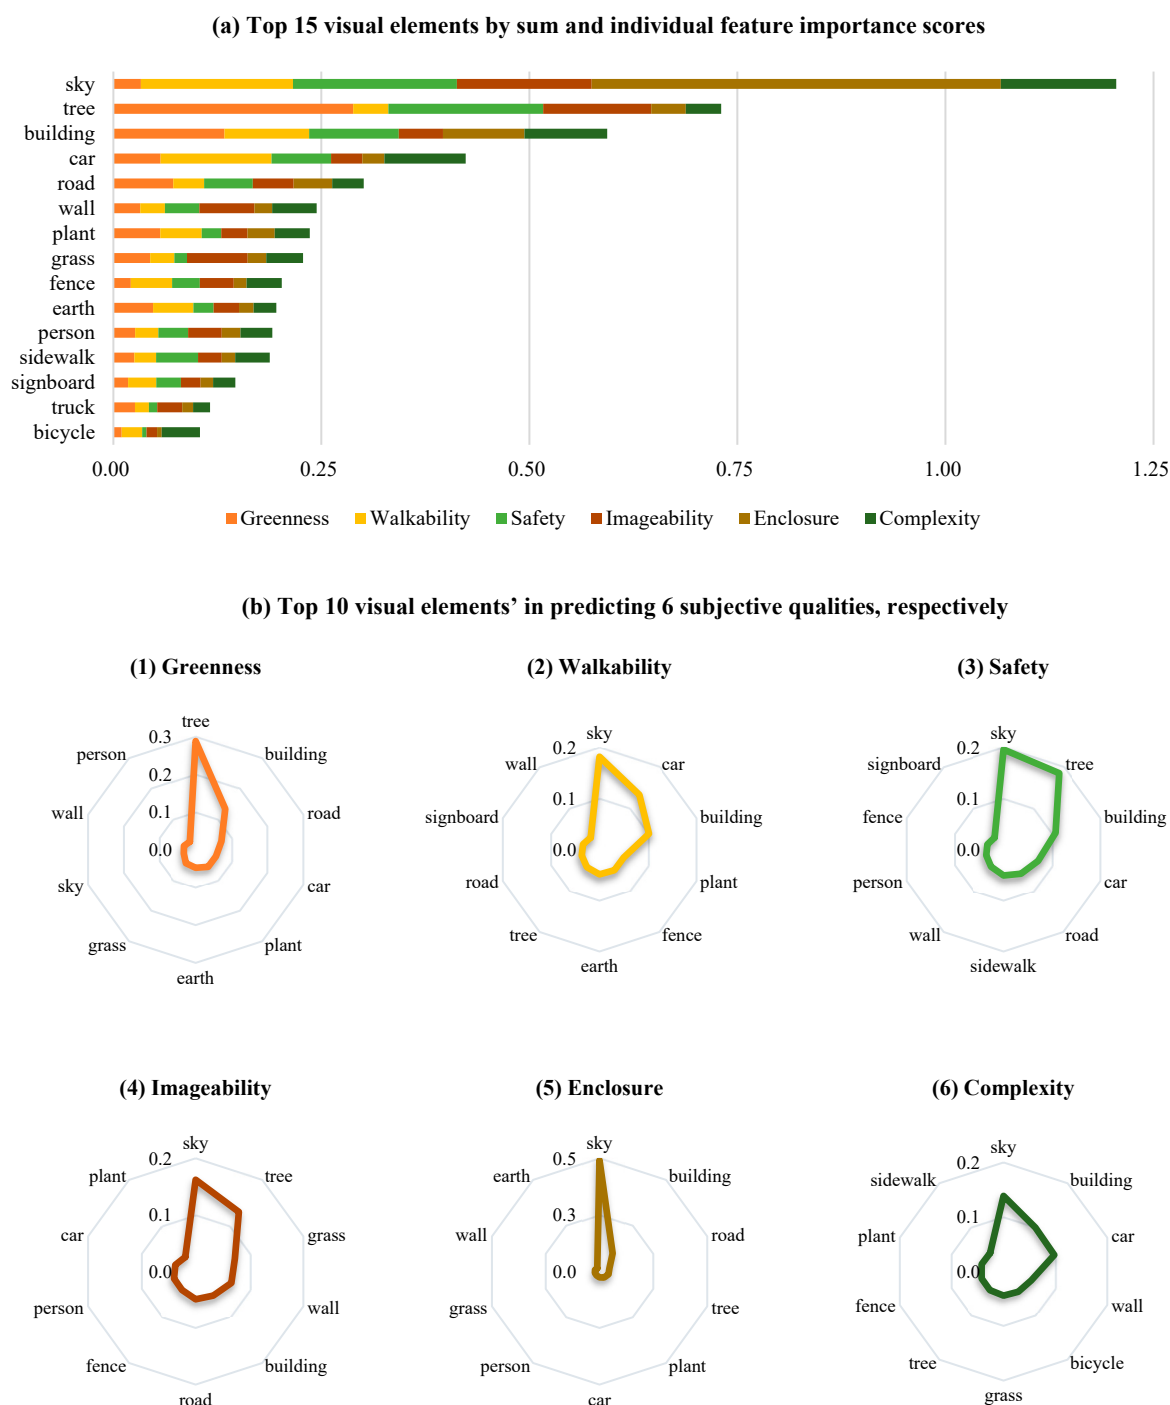 (a) Top 15 visual elements by sum and individual feature importance scores
sky
tree
building
car
road
wall
plant
grass
fence
earth
person
sidewalk
signboard
truck
bicycle
0.00 0.25 0.50 0.75 1.00 1.25
Greenness Walkability Safety Imageability Enclosure Complexity
(b) Top 10 visual elements’ in predicting 6 subjective qualities, respectively
(1) Greenness
tree
building
road
car
plant
earth
grass
sky
wall
person
0.3
0.2
0.1
0.0
(2) Walkability
sky
car
building
plant
fence
earth
tree
road
signboard
wall
0.2
0.1
0.0
(3) Safety
sky
tree
building
car
road
sidewalk
wall
person
fence
signboard
0.2
0.1
0.0
(4) Imageability
sky
tree
grass
wall
building
road
fence
person
car
plant
0.2
0.1
0.0
(5) Enclosure
sky
building
road
tree
plant
car
person
grass
wall
earth
0.5
0.3
0.0
(6) Complexity
sky
building
car
wall
bicycle
grass
tree
fence
plant
sidewalk
0.2
0.1
0.0